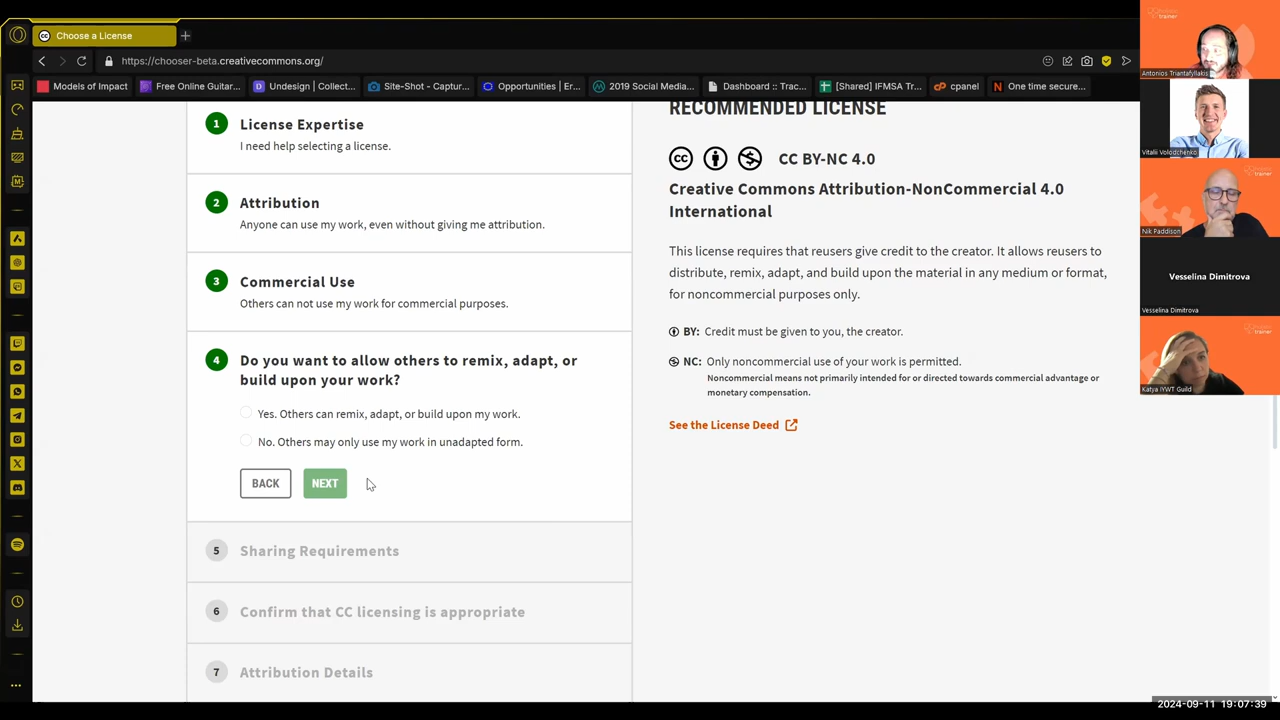 Choose a License
https://chooser-beta.creativecommons.org/
Models of Impact
Free Online Guitar...
Undesign | Collect...
Site-Shot - Captur...
Opportunities | Er...
2019 Social Media...
Dashboard :: Trac...
[Shared] IFMSA Tr...
cpanel
One time secure...
1
License Expertise
I need help selecting a license.
2
Attribution
Anyone can use my work, even without giving me attribution.
3
Commercial Use
Others can not use my work for commercial purposes.
4
Do you want to allow others to remix, adapt, or
build upon your work?
Yes. Others can remix, adapt, or build upon my work.
No. Others may only use my work in unadapted form.
BACK
NEXT
5
Sharing Requirements
6
Confirm that CC licensing is appropriate
7
Attribution Details
RECOMMENDED LICENSE
CC BY-NC 4.0
Creative Commons Attribution-NonCommercial 4.0
International
This license requires that reusers give credit to the creator. It allows reusers to
distribute, remix, adapt, and build upon the material in any medium or format,
for noncommercial purposes only.
BY: Credit must be given to you, the creator.
NC: Only noncommercial use of your work is permitted.
Noncommercial means not primarily intended for or directed towards commercial advantage or
monetary compensation.
See the License Deed
trainer
Antonios Triantafyllakis
Vitalii Volodchenko
Nik Paddison
Vesselina Dimitrova
Vesselina Dimitrova
Katya IYWT Guild
2024-09-11 19:07:39